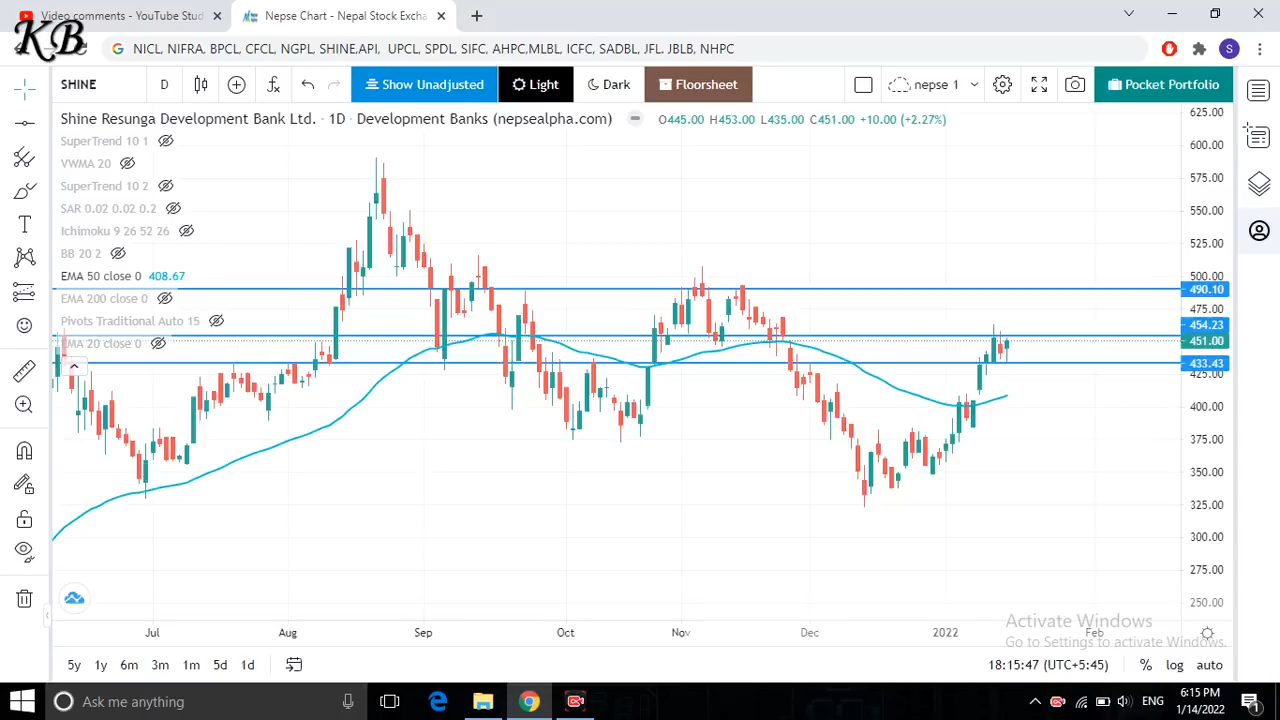 Video comments - YouTube Stud
Nepse Chart - Nepal Stock Excha
KB
NICL, NIFRA, BPCL, CFCL, NGPL, SHINE,API, UPCL, SPDL, SIFC, AHPC,MLBL, ICFC, SADBL, JFL, JBLB, NHPC
S
SHINE D Show Unadjusted Light Dark Floorsheet nepse 1 Pocket Portfolio
Shine Resunga Development Bank Ltd. · 1D · Development Banks (nepsealpha.com) O445.00 H453.00 L435.00 C451.00 +10.00 (+2.27%)
SuperTrend 10 1
VWMA 20
SuperTrend 10 2
SAR 0.02 0.02 0.2
Ichimoku 9 26 52 26
BB 20 2
EMA 50 close 0 408.67
EMA 200 close 0
Pivots Traditional Auto 15
EMA 20 close 0
625.00
600.00
575.00
550.00
525.00
500.00
490.10
475.00
454.23
451.00
433.43
425.00
400.00
375.00
350.00
325.00
300.00
275.00
250.00
Jul Aug Sep Oct Nov Dec 2022 Feb
Activate Windows
Go to Settings to activate Windows.
5y 1y 6m 3m 1m 5d 1d 18:15:47 (UTC+5:45) % log auto
Ask me anything
ENG
6:15 PM
1/14/2022
1